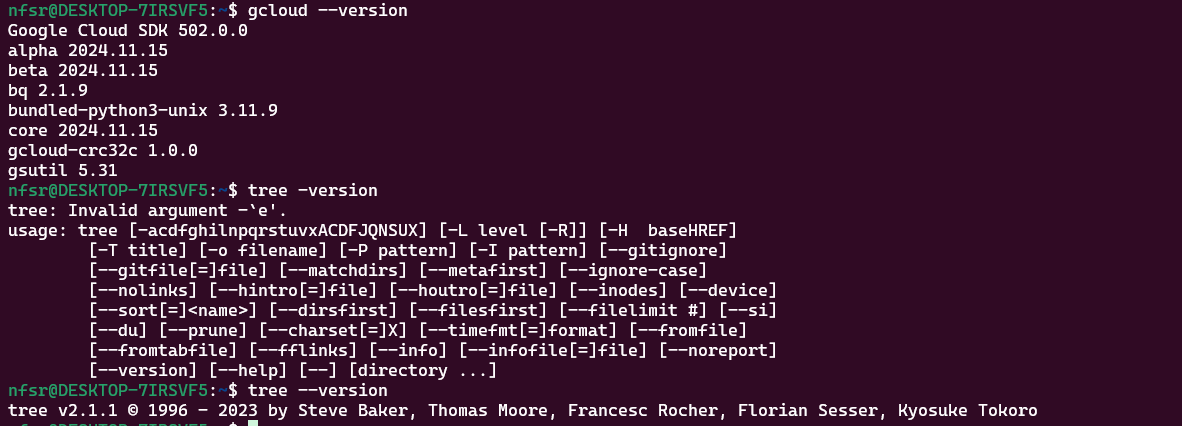 nfsr@DESKTOP-7IRSVF5:~$ gcloud --version
Google Cloud SDK 502.0.0
alpha 2024.11.15
beta 2024.11.15
bq 2.1.9
bundled-python3-unix 3.11.9
core 2024.11.15
gcloud-crc32c 1.0.0
gsutil 5.31
nfsr@DESKTOP-7IRSVF5:~$ tree -version
tree: Invalid argument -`e'.
usage: tree [-acdfghilnpqrstuvxACDFJQNSUX] [-L level [-R]] [-H  baseHREF]
        [-T title] [-o filename] [-P pattern] [-I pattern] [--gitignore]
        [--gitfile[=]file] [--matchdirs] [--metafirst] [--ignore-case]
        [--nolinks] [--hintro[=]file] [--houtro[=]file] [--inodes] [--device]
        [--sort[=]<name>] [--dirsfirst] [--filesfirst] [--filelimit #] [--si]
        [--du] [--prune] [--charset[=]X] [--timefmt[=]format] [--fromfile]
        [--fromtabfile] [--fflinks] [--info] [--infofile[=]file] [--noreport]
        [--version] [--help] [--] [directory ...]
nfsr@DESKTOP-7IRSVF5:~$ tree --version
tree v2.1.1 © 1996 - 2023 by Steve Baker, Thomas Moore, Francesc Rocher, Florian Sesser, Kyosuke Tokoro
nfsr@DESKTOP-7IRSVF5:~$